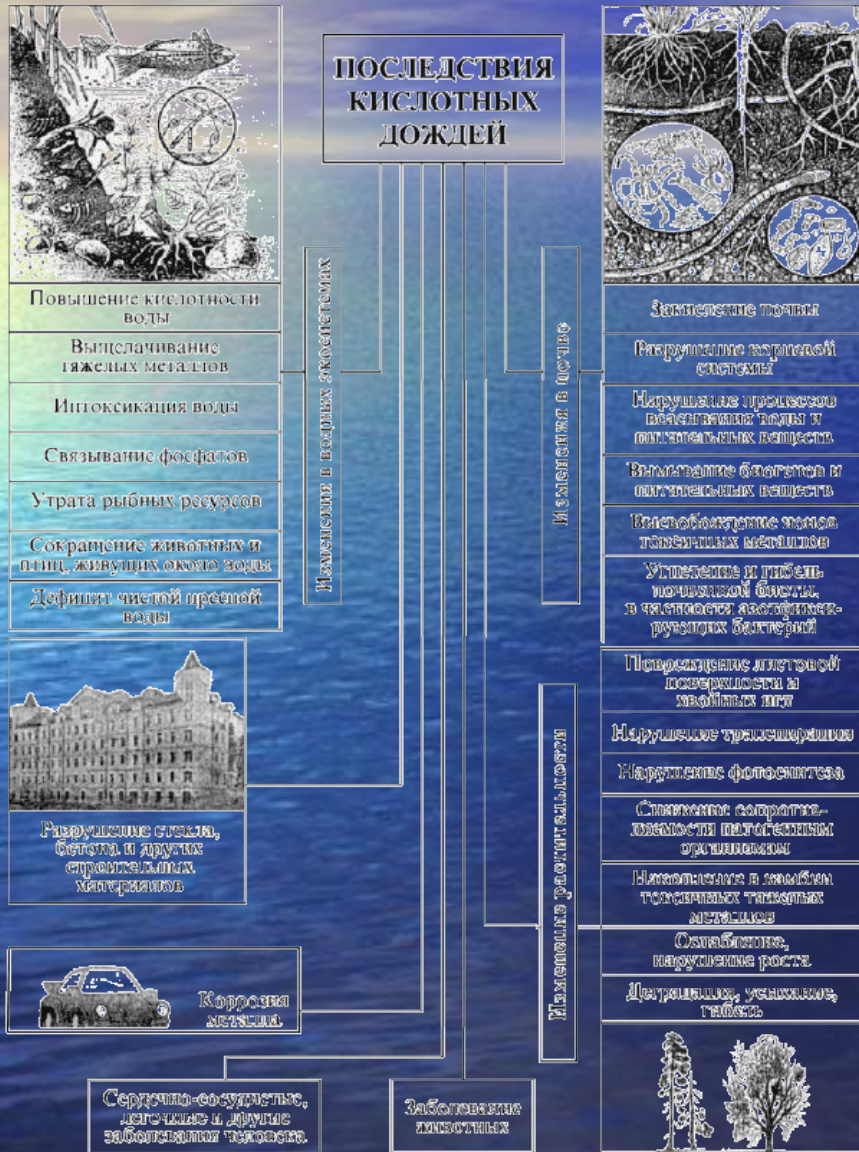 ПОСЛЕДСТВИЯ
КИСЛОТНЫХ
ДОЖДЕЙ
Изменения в водных экосистемах
Повышение кислотности
воды
Выщелачивание
тяжелых металлов
Интоксикация воды
Связывание фосфатов
Утрата рыбных ресурсов
Сокращение животных и
птиц, живущих около воды
Дефицит чистой пресной
воды
Изменения в почве
Закисление почвы
Разрушение корневой
системы
Нарушение процессов
всасывания воды и
питательных веществ
Вымывание биогенов и
питательных веществ
Высвобождение ионов
токсичных металлов
Угнетение и гибель
почвенной биоты,
в частности азотфикси-
рующих бактерий
Изменение растительности
Повреждение листовой
поверхности и
хвойных игл
Нарушение транспирации
Нарушение фотосинтеза
Снижение сопротив-
ляемости патогенным
организмам
Накопление в камбии
токсичных тяжелых
металлов
Ослабление,
нарушение роста
Деградация, усыхание,
гибель
Разрушение стекла,
бетона и других
строительных
материалов
Коррозия
металла
Сердечно-сосудистые,
легочные и другие
заболевания человека
Заболевание
животных